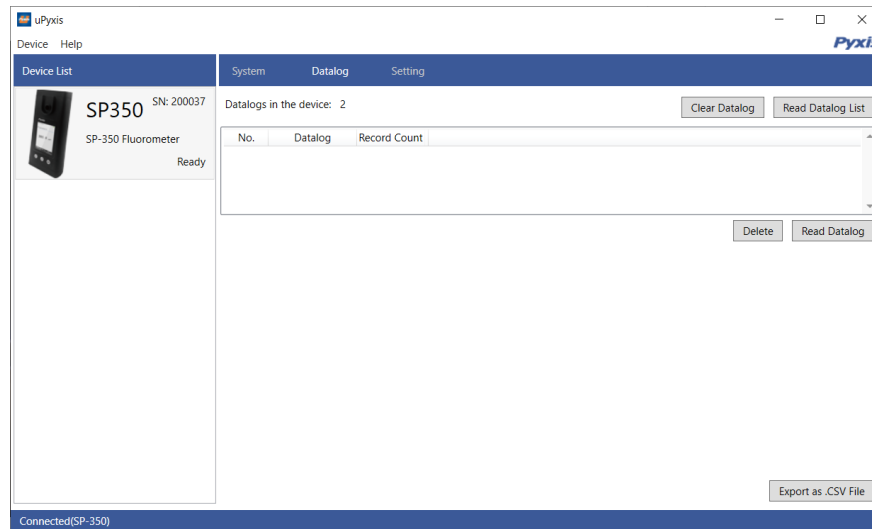 uPyxis
Device Help
Pyxis
Device List
System Datalog Setting
SP350 SN: 200037
SP-350 Fluorometer
Ready
Datalogs in the device: 2
Clear Datalog Read Datalog List
No. Datalog Record Count
Delete Read Datalog
Export as .CSV File
Connected(SP-350)